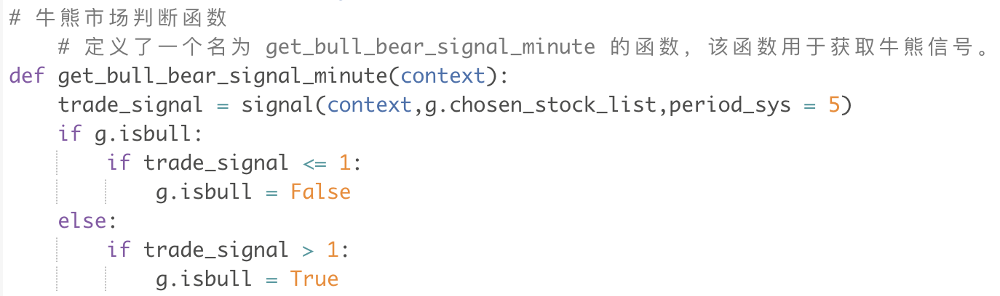 # 牛熊市场判断函数
    # 定义了一个名为 get_bull_bear_signal_minute 的函数，该函数用于获取牛熊信号。
def get_bull_bear_signal_minute(context):
    trade_signal = signal(context,g.chosen_stock_list,period_sys = 5)
    if g.isbull:
        if trade_signal <= 1:
            g.isbull = False
    else:
        if trade_signal > 1:
            g.isbull = True